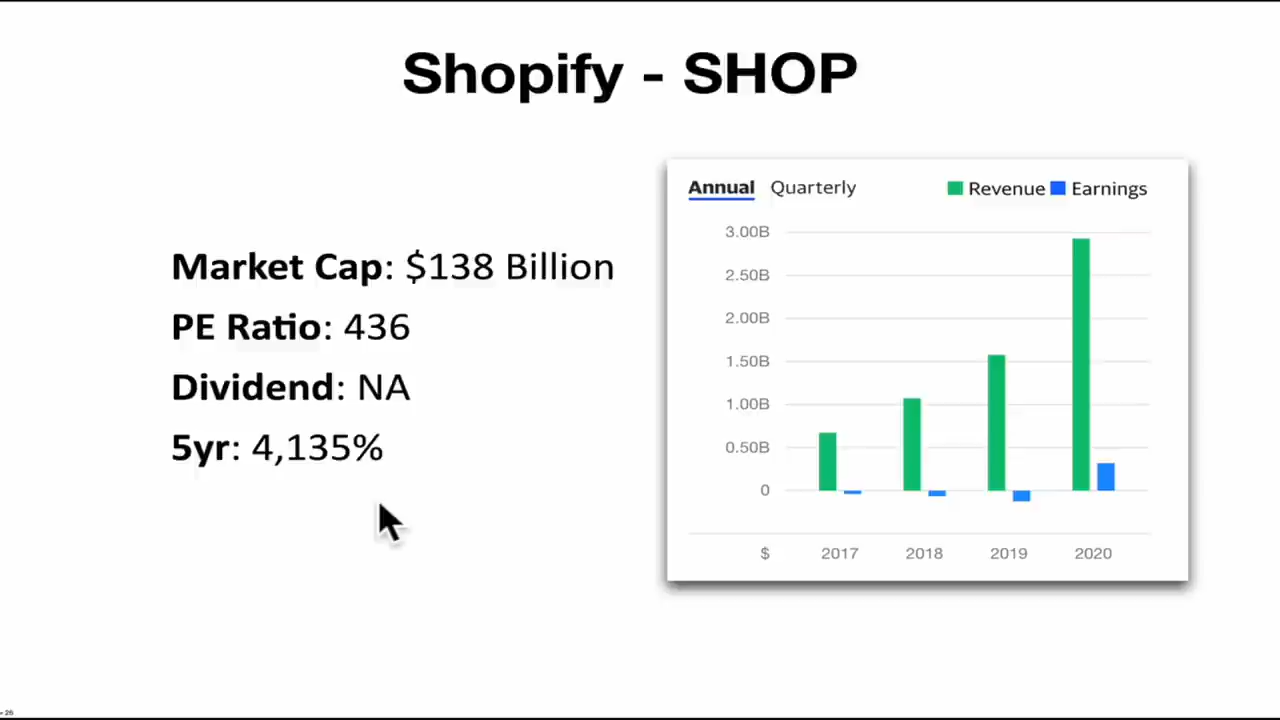 Shopify - SHOP
Market Cap: $138 Billion
PE Ratio: 436
Dividend: NA
5yr: 4,135%
Annual Quarterly Revenue Earnings
3.00B
2.50B
2.00B
1.50B
1.00B
0.50B
0
$ 2017 2018 2019 2020